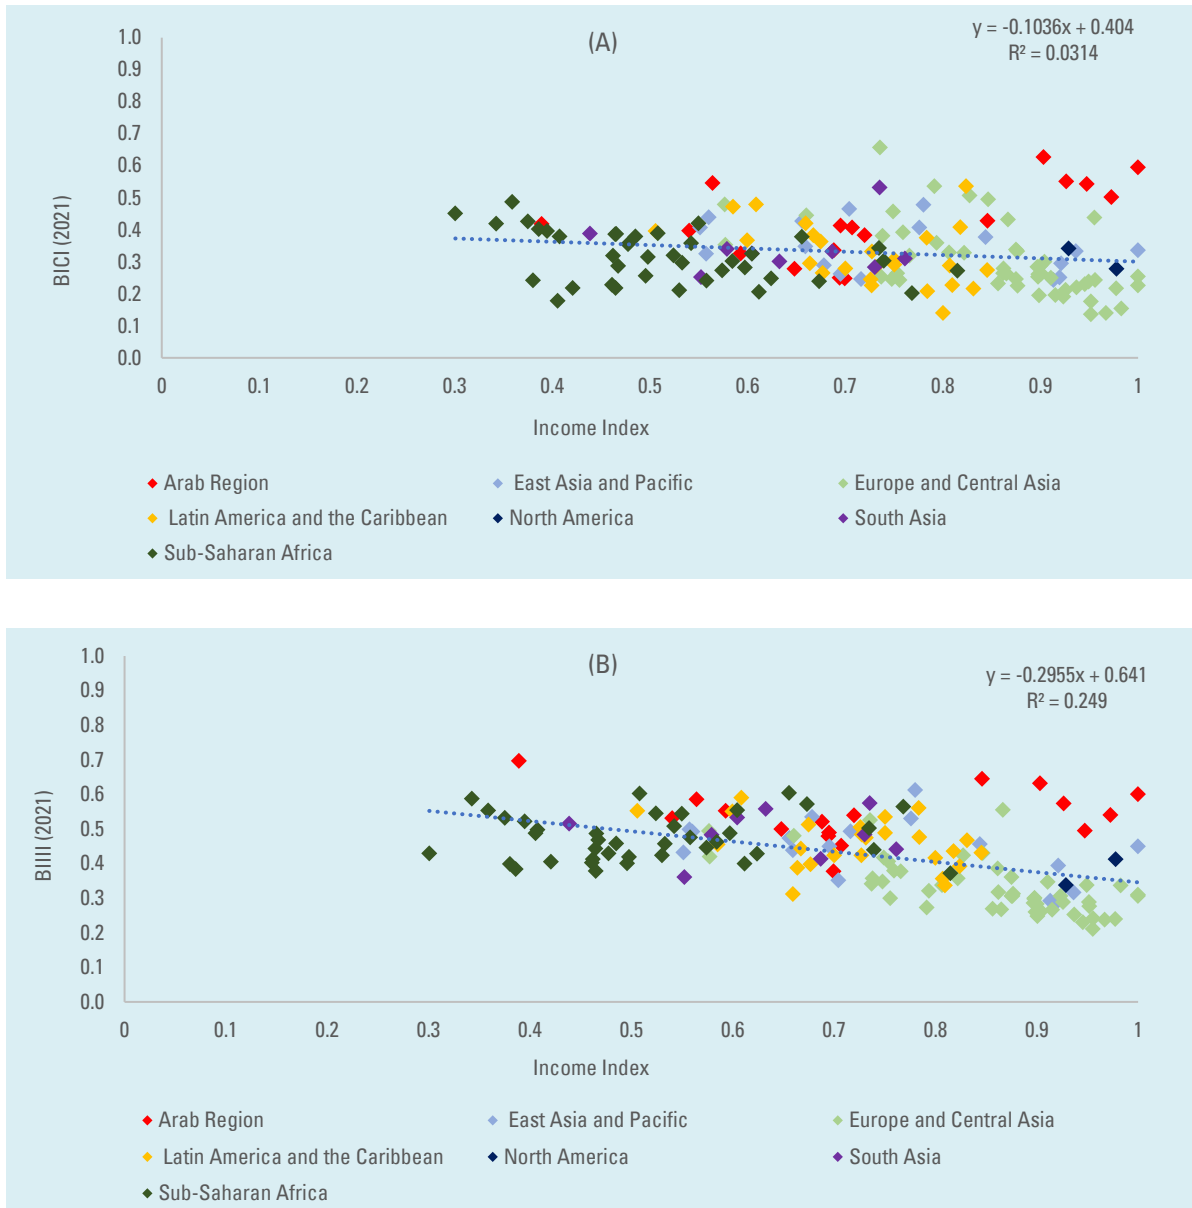 (A)
y = -0.1036x + 0.404
R² = 0.0314
1.0
0.9
0.8
0.7
0.6
0.5
0.4
0.3
0.2
0.1
0.0
BICI (2021)
0 0.1 0.2 0.3 0.4 0.5 0.6 0.7 0.8 0.9 1
Income Index
Arab Region East Asia and Pacific Europe and Central Asia
Latin America and the Caribbean North America South Asia
Sub-Saharan Africa
(B)
y = -0.2955x + 0.641
R² = 0.249
1.0
0.9
0.8
0.7
0.6
0.5
0.4
0.3
0.2
0.1
0.0
BIII (2021)
0 0.1 0.2 0.3 0.4 0.5 0.6 0.7 0.8 0.9 1
Income Index
Arab Region East Asia and Pacific Europe and Central Asia
Latin America and the Caribbean North America South Asia
Sub-Saharan Africa